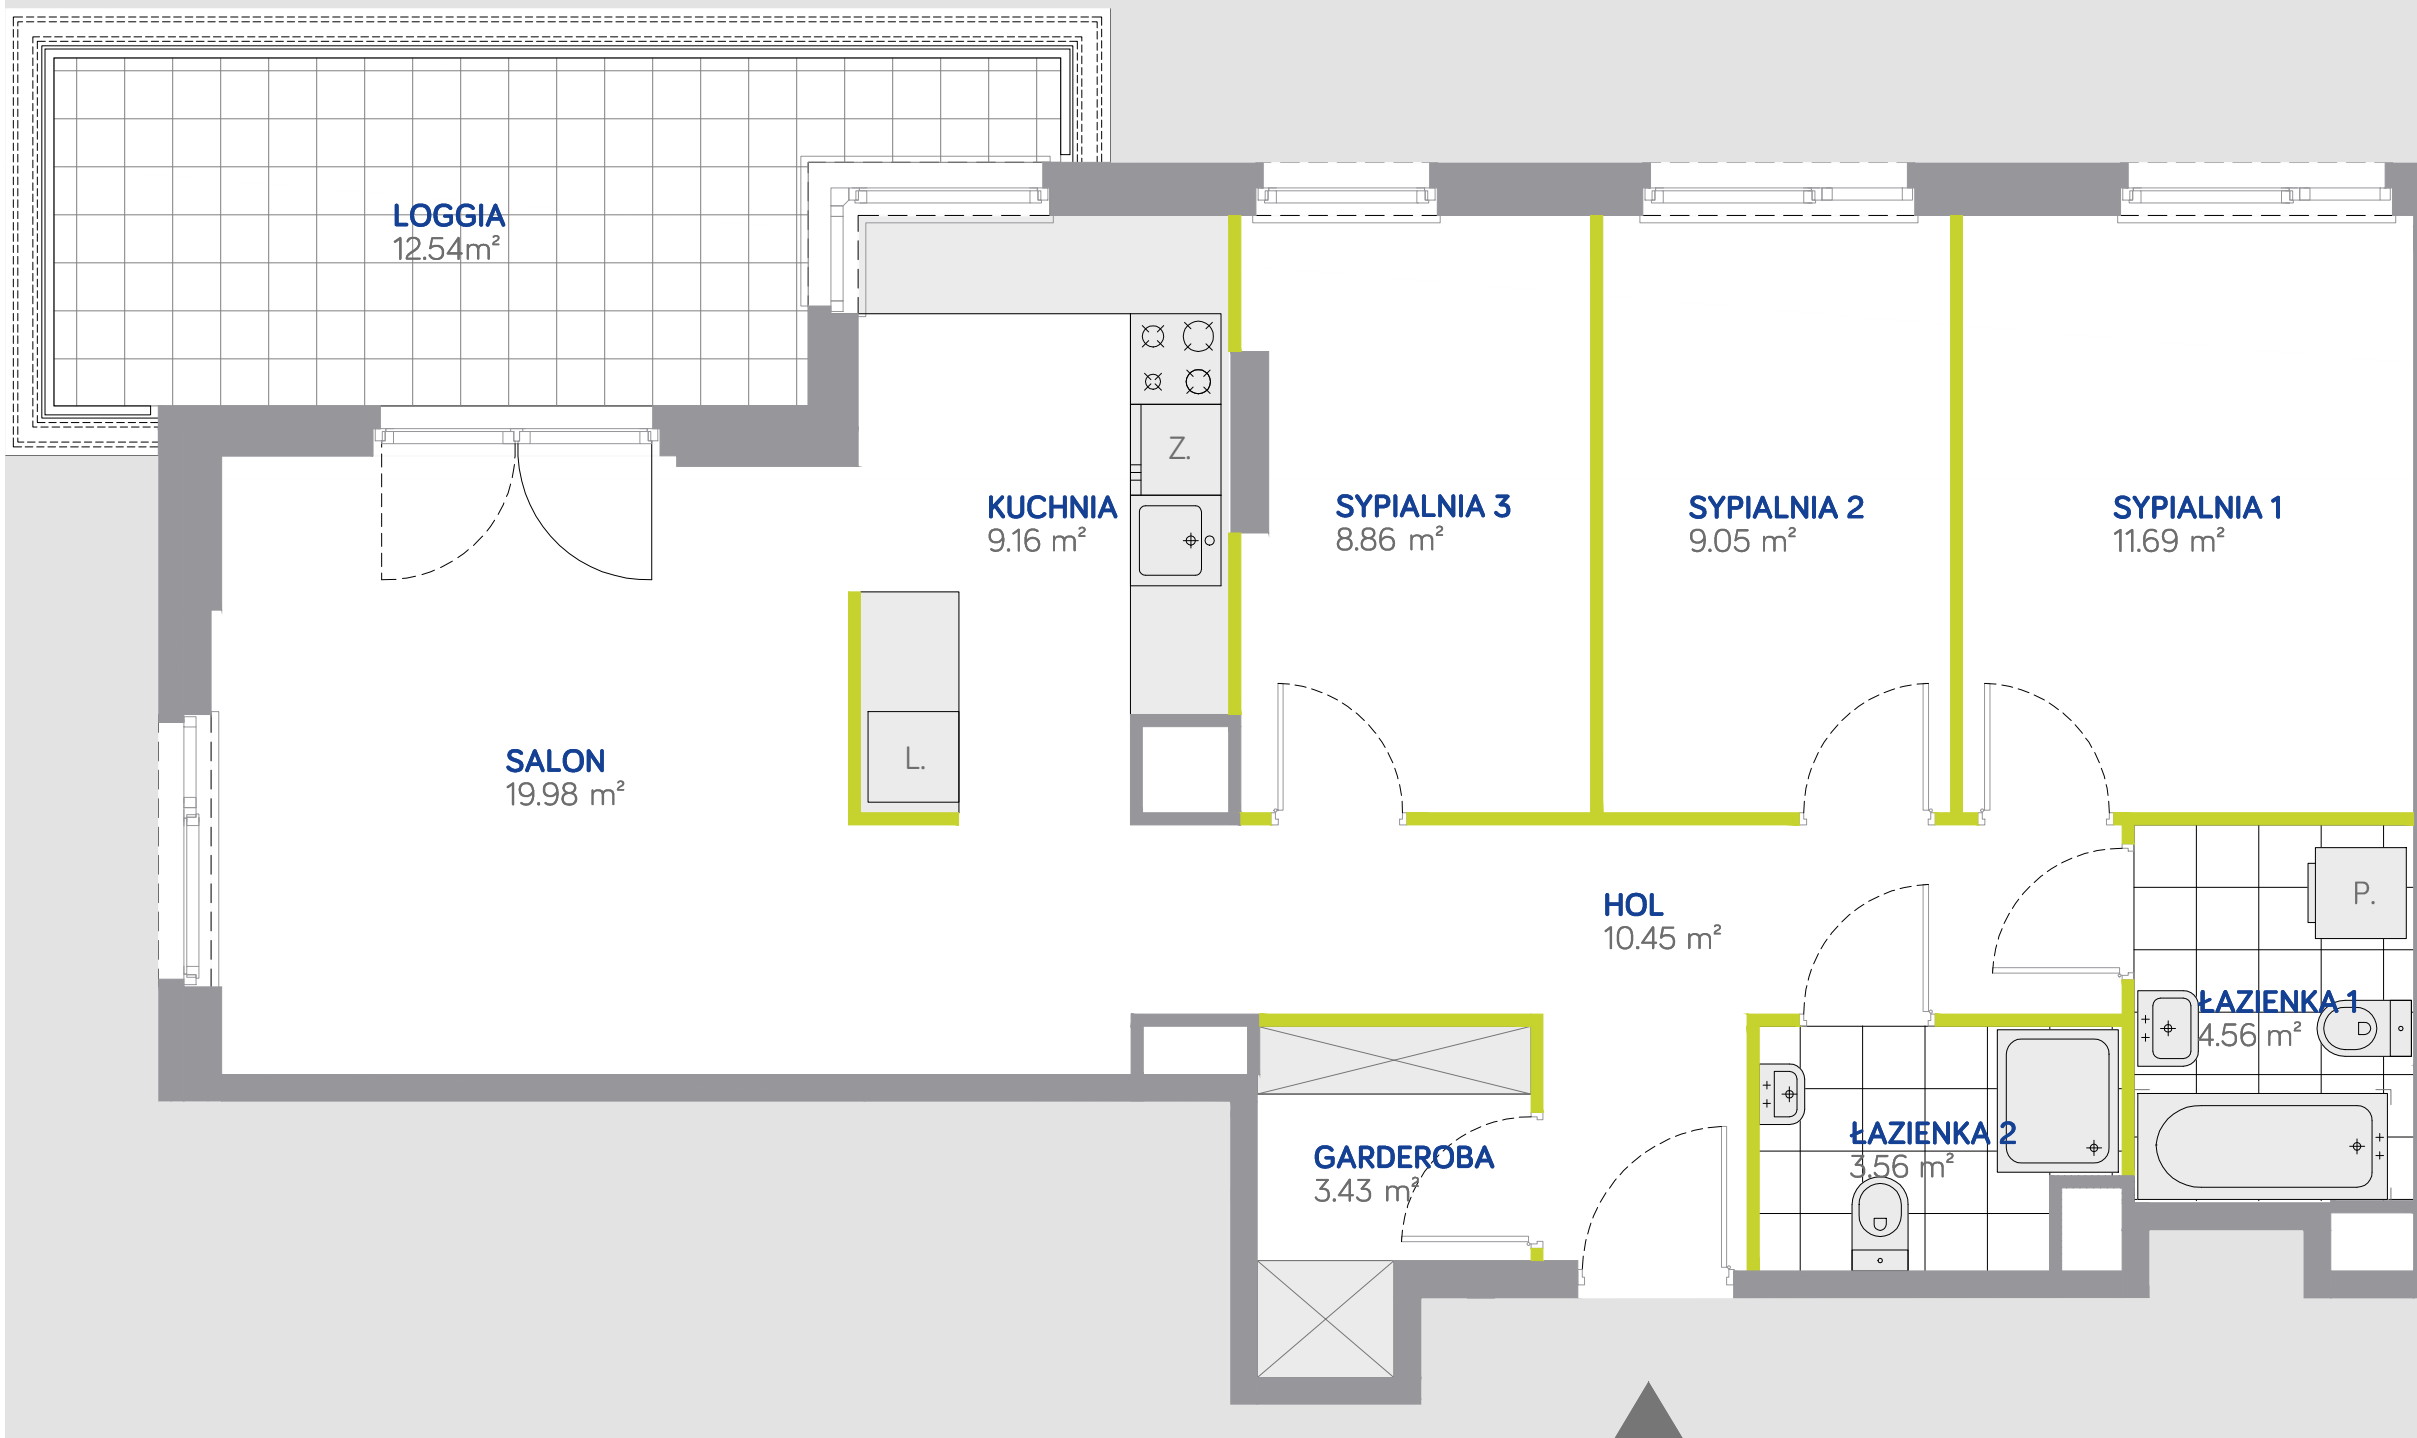 LOGGIA
12.54m²
KUCHNIA
9.16 m²
Z.
SYPIALNIA 3
8.86 m²
SYPIALNIA 2
9.05 m²
SYPIALNIA 1
11.69 m²
SALON
19.98 m²
L.
HOL
10.45 m²
P.
ŁAZIENKA 1
4.56 m²
GARDEROBA
3.43 m²
ŁAZIENKA 2
3.56 m²